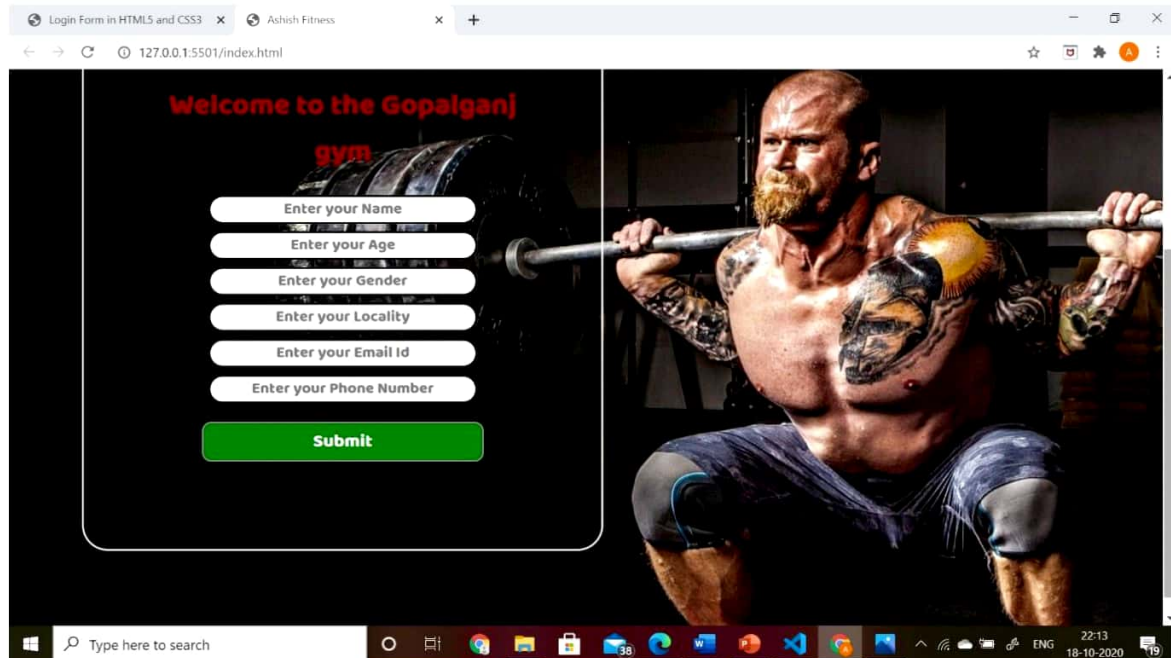 Login Form in HTML5 and CSS3
Ashish Fitness
127.0.0.1:5501/index.html
A
Welcome to the Gopalganj
gym
Enter your Name
Enter your Age
Enter your Gender
Enter your Locality
Enter your Email Id
Enter your Phone Number
Submit
Type here to search
38
ENG
22:13
18-10-2020
19